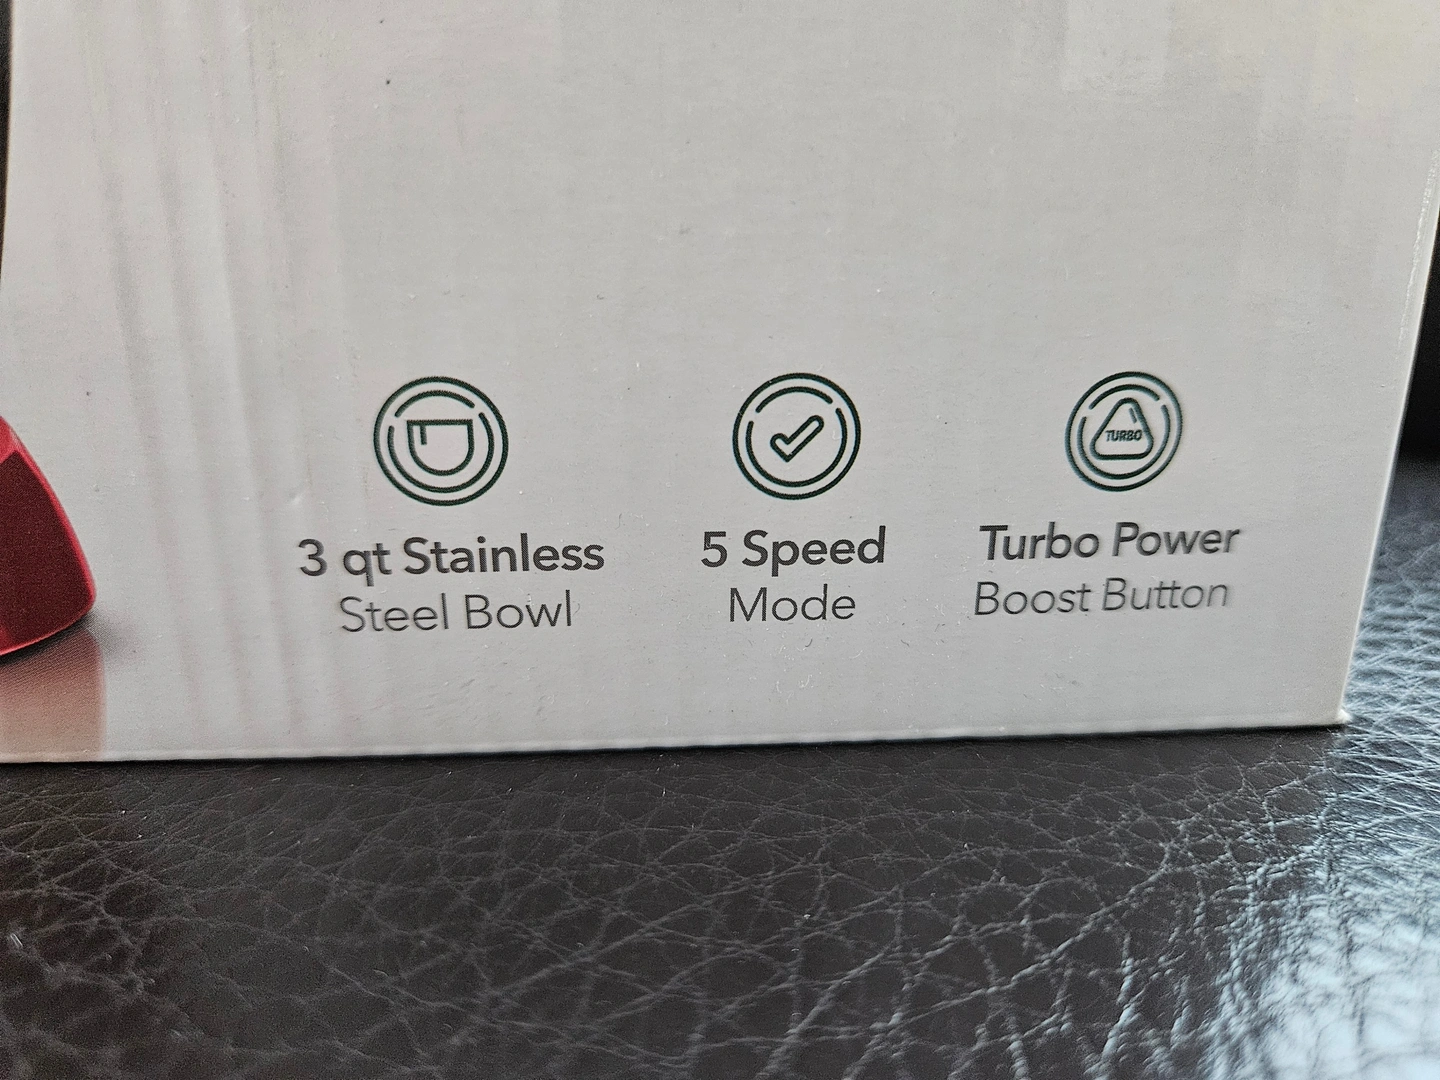 TURBO
3 qt Stainless
Steel Bowl
5 Speed
Mode
Turbo Power
Boost Button